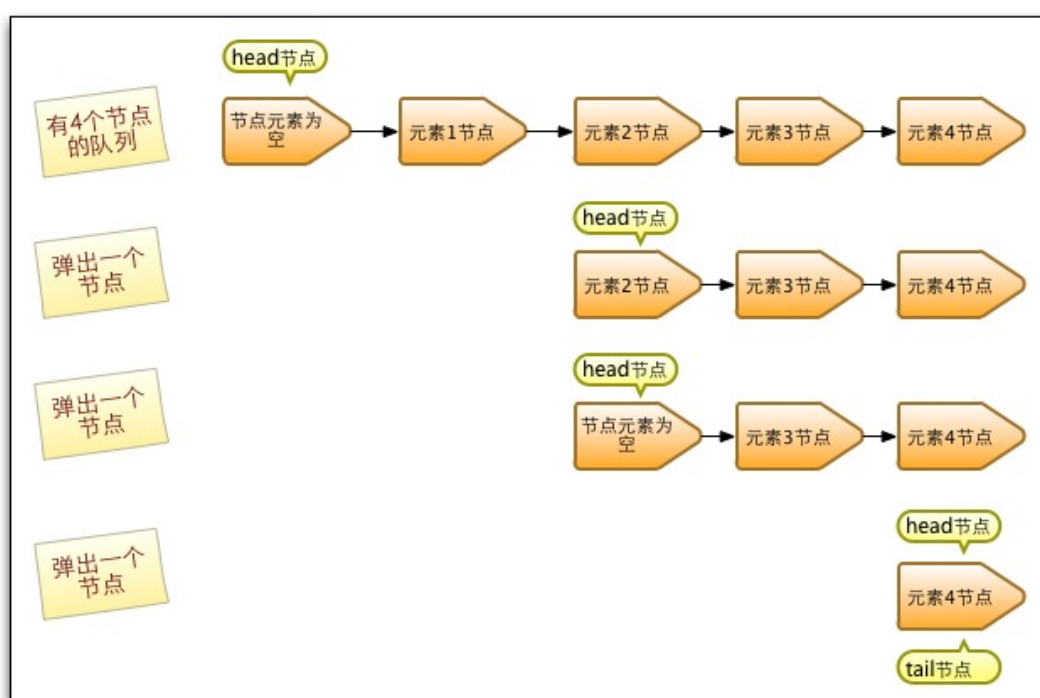 head节点
有4个节点
的队列
节点元素为
空
元素1节点
元素2节点
元素3节点
元素4节点
head节点
弹出一个
节点
元素2节点
元素3节点
元素4节点
head节点
弹出一个
节点
节点元素为
空
元素3节点
元素4节点
head节点
弹出一个
节点
元素4节点
tail节点